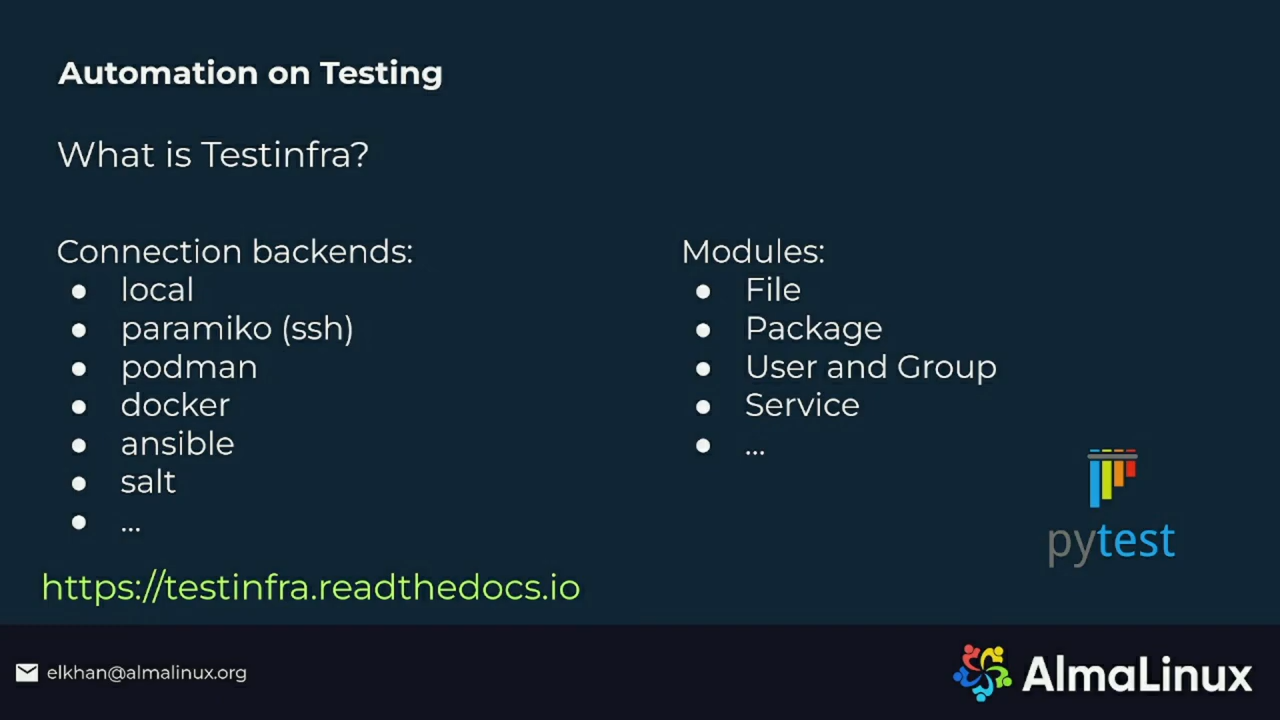 Automation on Testing
What is Testinfra?
Connection backends:
● local
● paramiko (ssh)
● podman
● docker
● ansible
● salt
● ...
Modules:
● File
● Package
● User and Group
● Service
● ...
pytest
https://testinfra.readthedocs.io
elkhan@almalinux.org
AlmaLinux